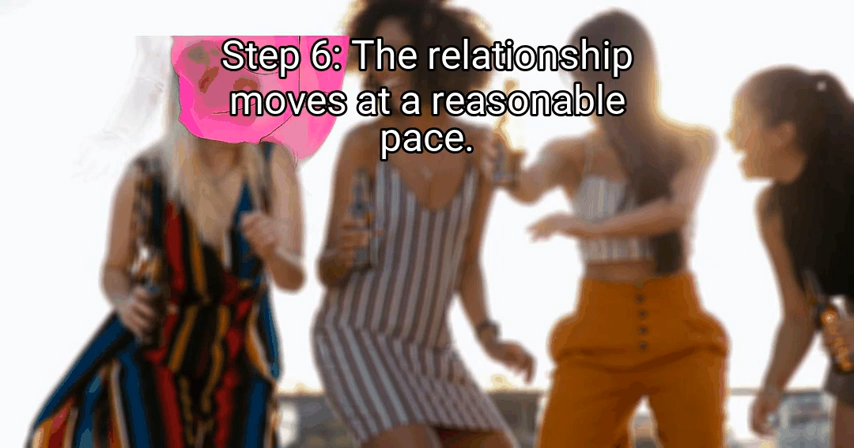 Step 6: The relationship
moves at a reasonable
pace.